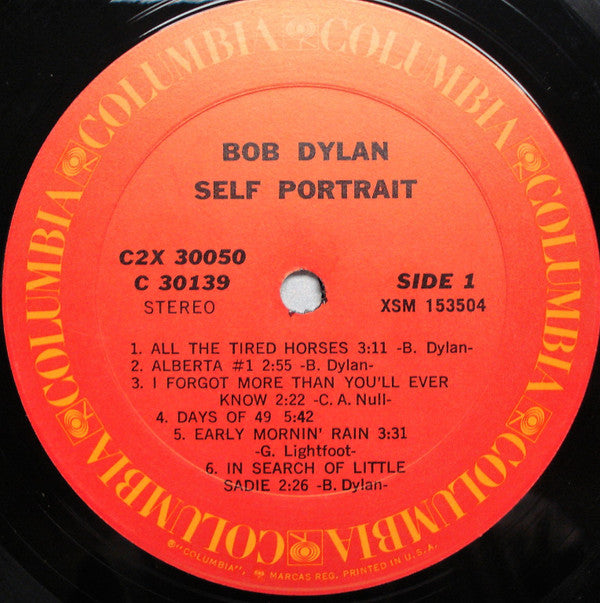 COLUMBIA COLUMBIA COLUMBIA COLUMBIA COLUMBIA COLUMBIA
BOB DYLAN
SELF PORTRAIT
C2X 30050
C 30139
SIDE 1
STEREO
XSM 153504
1. ALL THE TIRED HORSES 3:11 -B. Dylan-
2. ALBERTA #1 2:55 -B. Dylan-
3. I FORGOT MORE THAN YOU'LL EVER
KNOW 2:22 -C. A. Null-
4. DAYS OF 49 5:42
5. EARLY MORNIN' RAIN 3:31
-G. Lightfoot-
6. IN SEARCH OF LITTLE
SADIE 2:26 -B. Dylan-
®"COLUMBIA", MARCAS REG. PRINTED IN U.S.A.